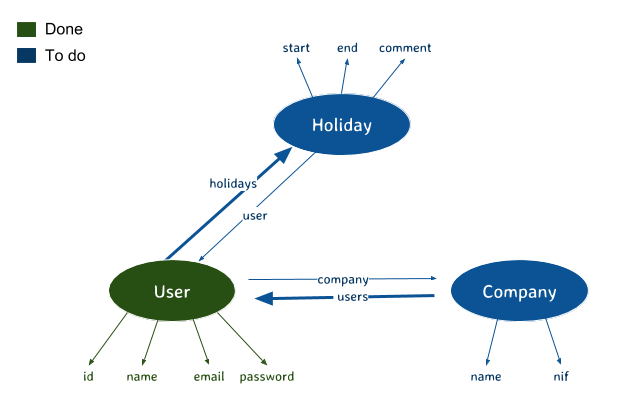 Done
To do
start
end
comment
Holiday
holidays
user
User
company
users
Company
id
name
email
password
name
nif